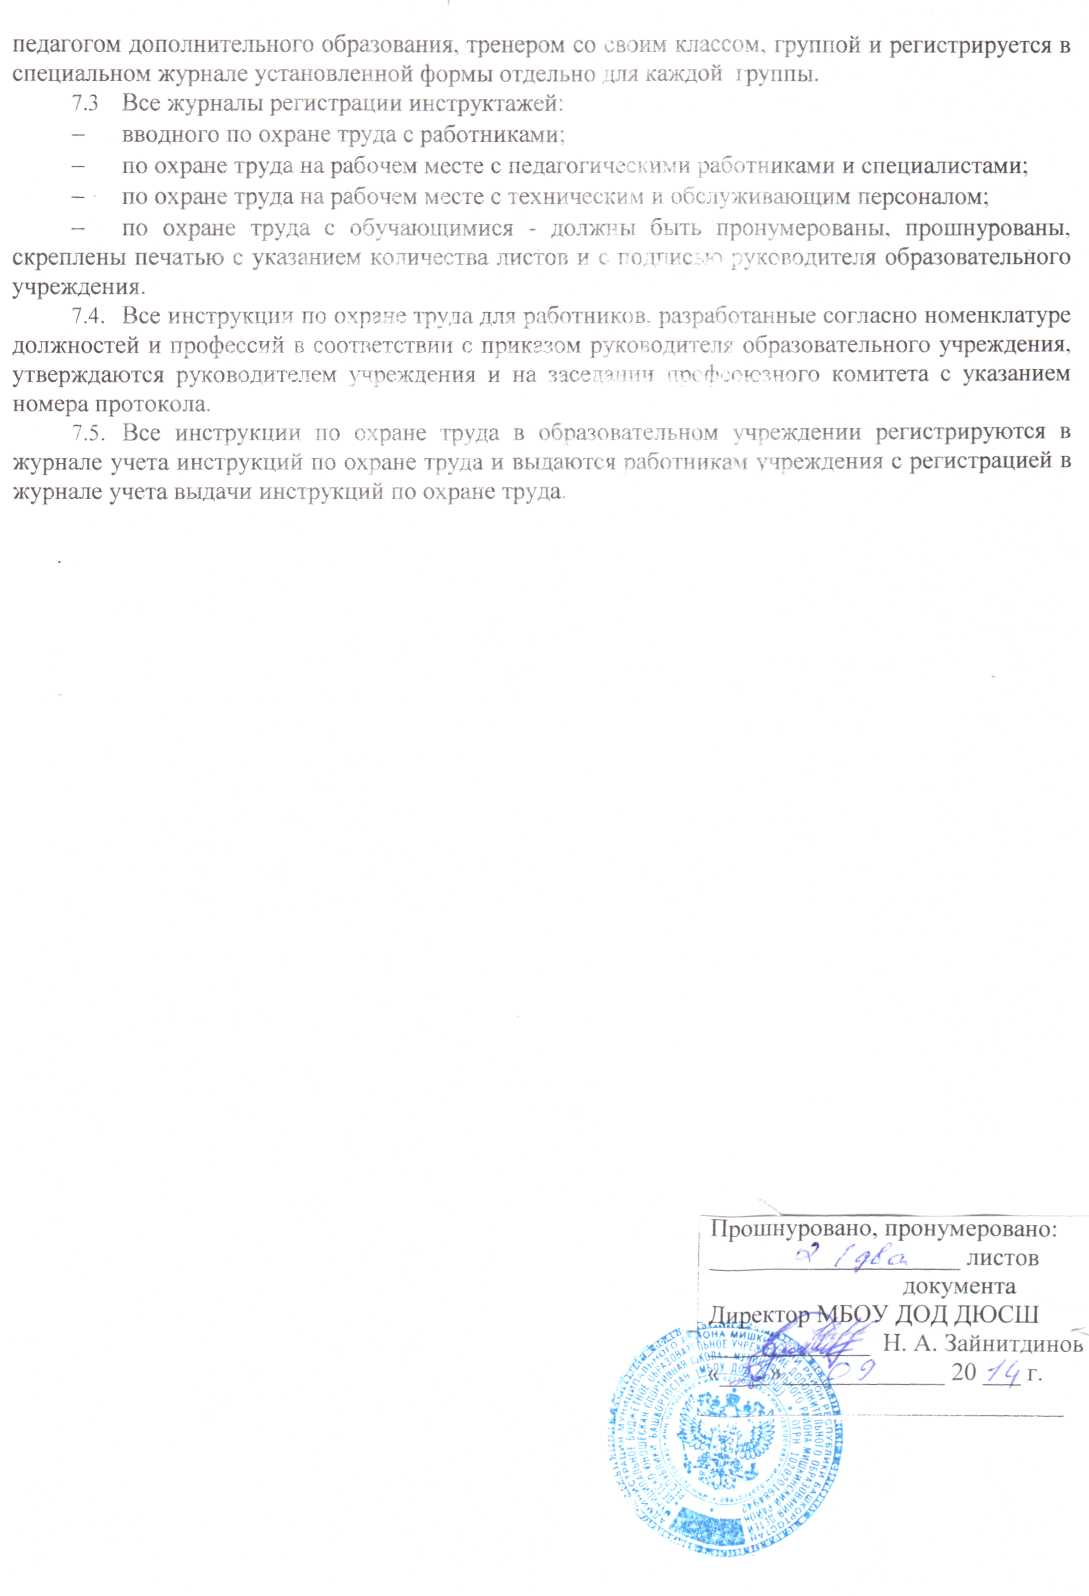 педагогом дополнительного образования, тренером со своим классом, группой и регистрируется в
специальном журнале установленной формы отдельно для каждой группы.
7.3 Все журналы регистрации инструктажей:
– вводного по охране труда с работниками;
– по охране труда на рабочем месте с педагогическими работниками и специалистами;
– по охране труда на рабочем месте с техническим и обслуживающим персоналом;
– по охране труда с обучающимися - должны быть пронумерованы, прошнурованы,
скреплены печатью с указанием количества листов и с подписью руководителя образовательного
учреждения.
7.4. Все инструкции по охране труда для работников, разработанные согласно номенклатуре
должностей и профессий в соответствии с приказом руководителя образовательного учреждения,
утверждаются руководителем учреждения и на заседании профсоюзного комитета с указанием
номера протокола.
7.5. Все инструкции по охране труда в образовательном учреждении регистрируются в
журнале учета инструкций по охране труда и выдаются работникам учреждения с регистрацией в
журнале учета выдачи инструкций по охране труда.
Прошнуровано, пронумеровано:
2 (два листов
документа
Директор МБОУ ДОД ДЮСШ
Н. А. Зайнитдинов
« » 09 20 14 г.